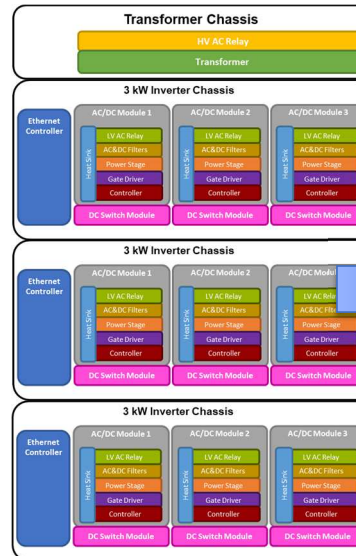 Transformer Chassis
HV AC Relay
Transformer
3 kW Inverter Chassis
Ethernet
Controller
AC/DC Module 1
Heat Sink
LV AC Relay
AC&DC Filters
Power Stage
Gate Driver
Controller
DC Switch Module
AC/DC Module 2
Heat Sink
LV AC Relay
AC&DC Filters
Power Stage
Gate Driver
Controller
DC Switch Module
AC/DC Module 3
Heat Sink
LV AC Relay
AC&DC Filters
Power Stage
Gate Driver
Controller
DC Switch Module
3 kW Inverter Chassis
Ethernet
Controller
AC/DC Module 1
Heat Sink
LV AC Relay
AC&DC Filters
Power Stage
Gate Driver
Controller
DC Switch Module
AC/DC Module 2
Heat Sink
LV AC Relay
AC&DC Filters
Power Stage
Gate Driver
Controller
DC Switch Module
AC/DC
Heat Sink
LV AC
AC&DC
Power Stage
Gate Driver
Controller
DC Switch Module
3 kW Inverter Chassis
Ethernet
Controller
AC/DC Module 1
Heat Sink
LV AC Relay
AC&DC Filters
Power Stage
Gate Driver
Controller
DC Switch Module
AC/DC Module 2
Heat Sink
LV AC Relay
AC&DC Filters
Power Stage
Gate Driver
Controller
DC Switch Module
AC/DC Module 3
Heat Sink
LV AC Relay
AC&DC Filters
Power Stage
Gate Driver
Controller
DC Switch Module